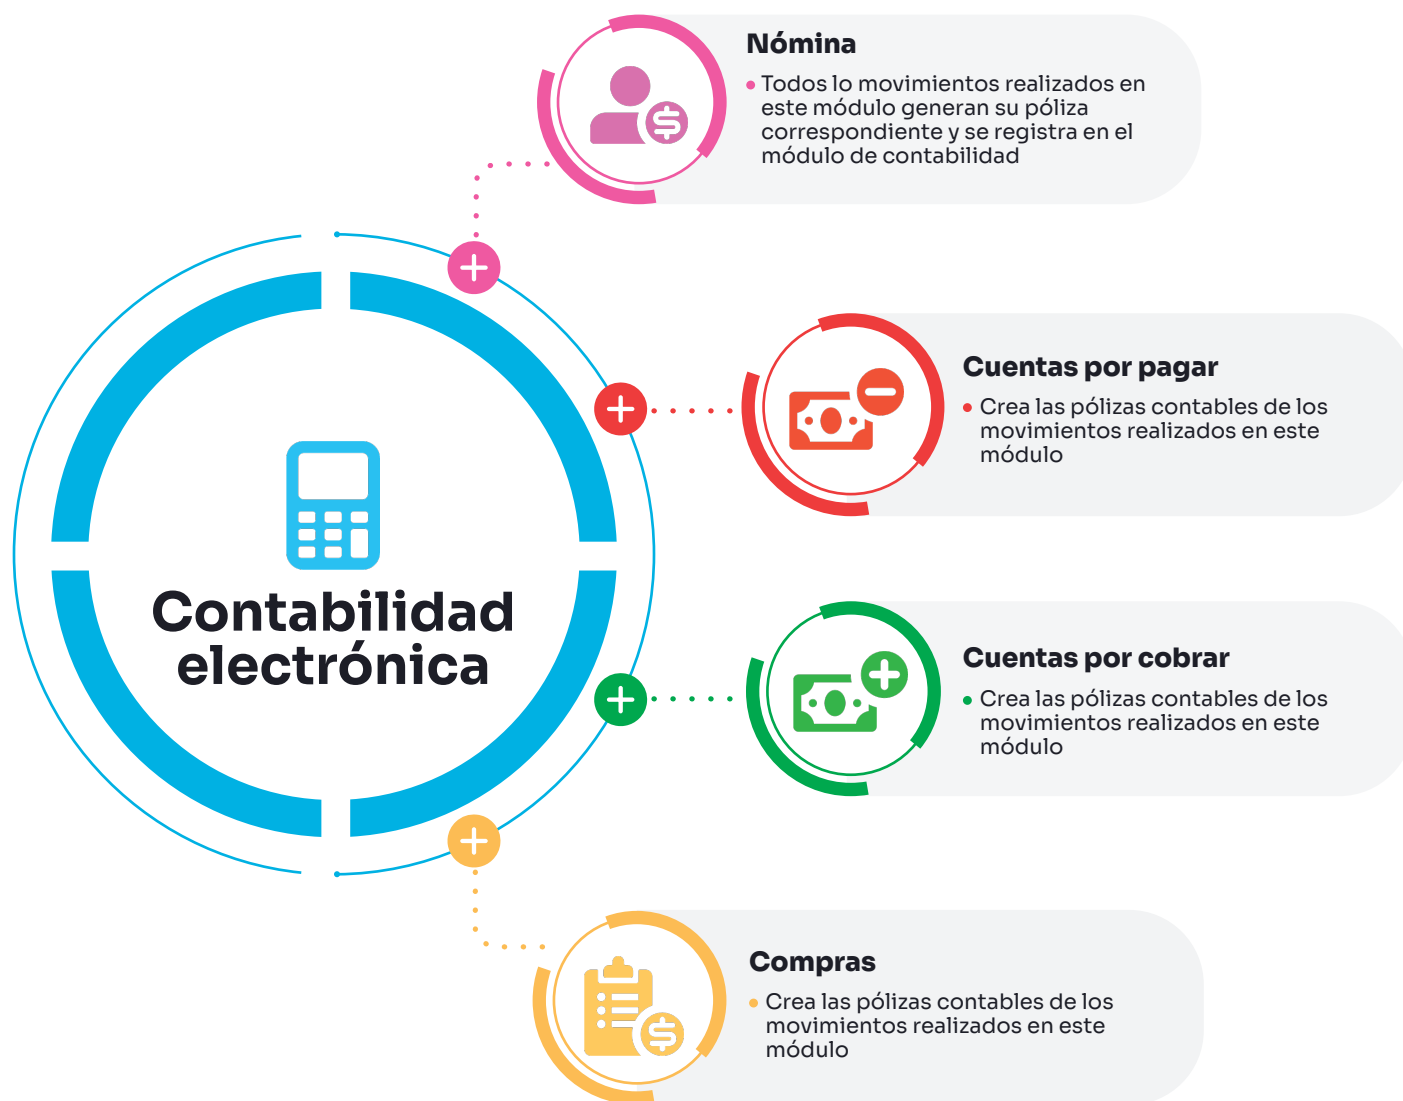 Nómina
Todos lo movimientos realizados en
este módulo generan su póliza
correspondiente y se registra en el
módulo de contabilidad
Cuentas por pagar
Crea las pólizas contables de los
movimientos realizados en este
módulo
Contabilidad
electrónica
Cuentas por cobrar
Crea las pólizas contables de los
movimientos realizados en este
módulo
Compras
Crea las pólizas contables de los
movimientos realizados en este
módulo